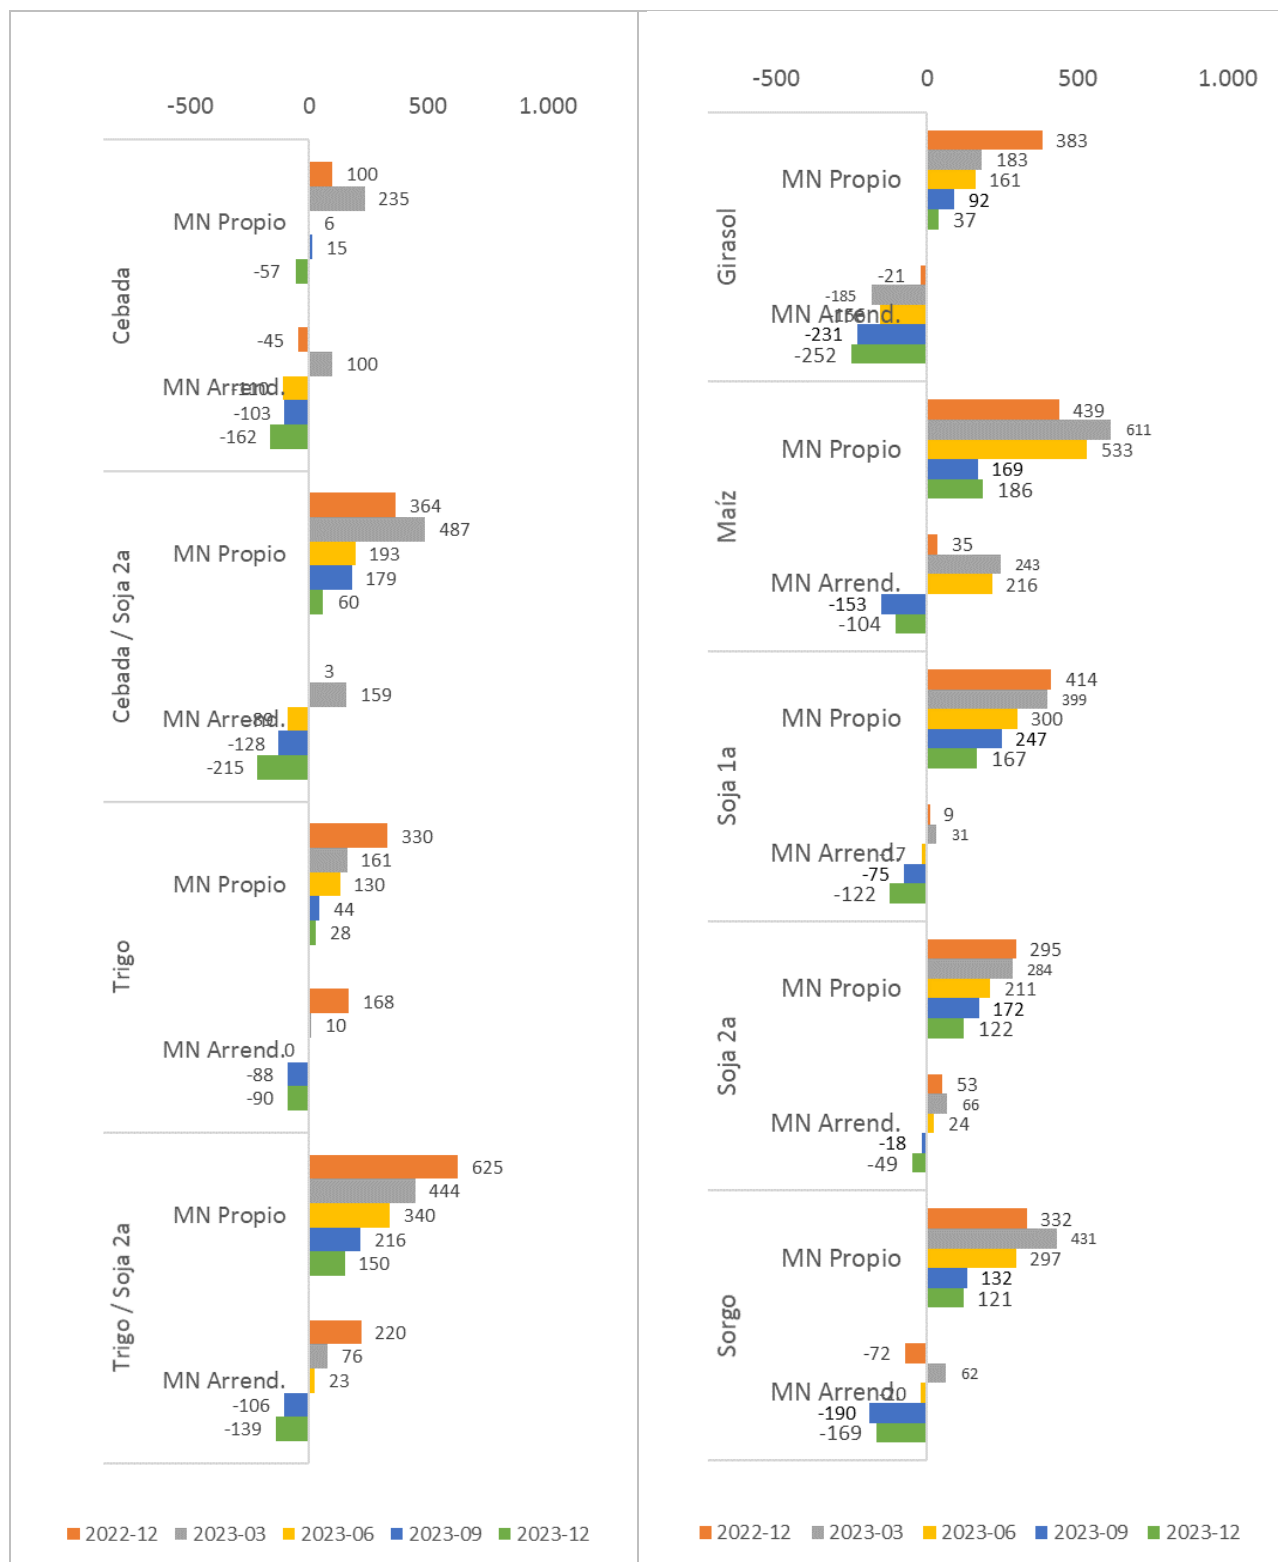 -500 0 500 1.000
Cebada
MN Propio
100
235
6
15
-57
MN Arrend.
-45
100
-110
-103
-162
Cebada / Soja 2a
MN Propio
364
487
193
179
60
MN Arrend.
3
159
-89
-128
-215
Trigo
MN Propio
330
161
130
44
28
MN Arrend.
168
10
0
-88
-90
Trigo / Soja 2a
MN Propio
625
444
340
216
150
MN Arrend.
220
76
23
-106
-139
2022-12 2023-03 2023-06 2023-09 2023-12
-500 0 500 1.000
Girasol
MN Propio
383
183
161
92
37
MN Arrend.
-21
-185
-156
-231
-252
Maíz
MN Propio
439
611
533
169
186
MN Arrend.
35
243
216
-153
-104
Soja 1a
MN Propio
414
399
300
247
167
MN Arrend.
9
31
-17
-75
-122
Soja 2a
MN Propio
295
284
211
172
122
MN Arrend.
53
66
24
-18
-49
Sorgo
MN Propio
332
431
297
132
121
MN Arrend.
-72
62
-20
-190
-169
2022-12 2023-03 2023-06 2023-09 2023-12